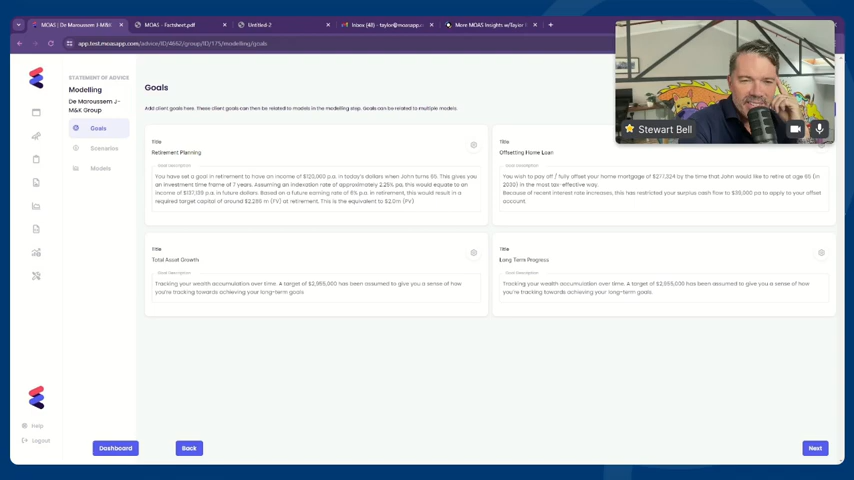 MOAS | De Maroussem J-M&K
MOAS - Factsheet.pdf
Untitled-2
Inbox (48) - taylor@moasapp.c
More MOAS Insights w/Taylor
app.test.moasapp.com/advice/ID/4662/group/ID/175/modelling/goals
STATEMENT OF ADVICE
Modelling
De Maroussem J-
M&K Group
Goals
Scenarios
Models
Goals
Add client goals here. These client goals can then be related to models in the modelling step. Goals can be related to multiple models.
Title
Retirement Planning
Goal Description
You have set a goal in retirement to have an income of $120,000 p.a. in today's dollars when John turns 65. This gives you
an investment time frame of 7 years. Assuming an indexation rate of approximately 2.25% pa, this would equate to an
income of $137,139 p.a. in future dollars. Based on a future earning rate of 6% p.a. in retirement, this would result in a
required target capital of around $2.285 m (FV) at retirement. This is the equivalent to $2.0m (PV)
Title
Offsetting Home Loan
Goal Description
You wish to pay off / fully offset your home mortgage of $277,324 by the time that John would like to retire at age 65 (in
2030) in the most tax-effective way.
Because of recent interest rate increases, this has restricted your surplus cash flow to $39,000 pa to apply to your offset
account.
Title
Total Asset Growth
Goal Description
Tracking your wealth accumulation over time. A target of $2,955,000 has been assumed to give you a sense of how
you're tracking towards achieving your long-term goals
Title
Long Term Progress
Goal Description
Tracking your wealth accumulation over time. A target of $2,955,000 has been assumed to give you a sense of how
you're tracking towards achieving your long-term goals.
Stewart Bell
Help
Logout
Dashboard
Back
Next